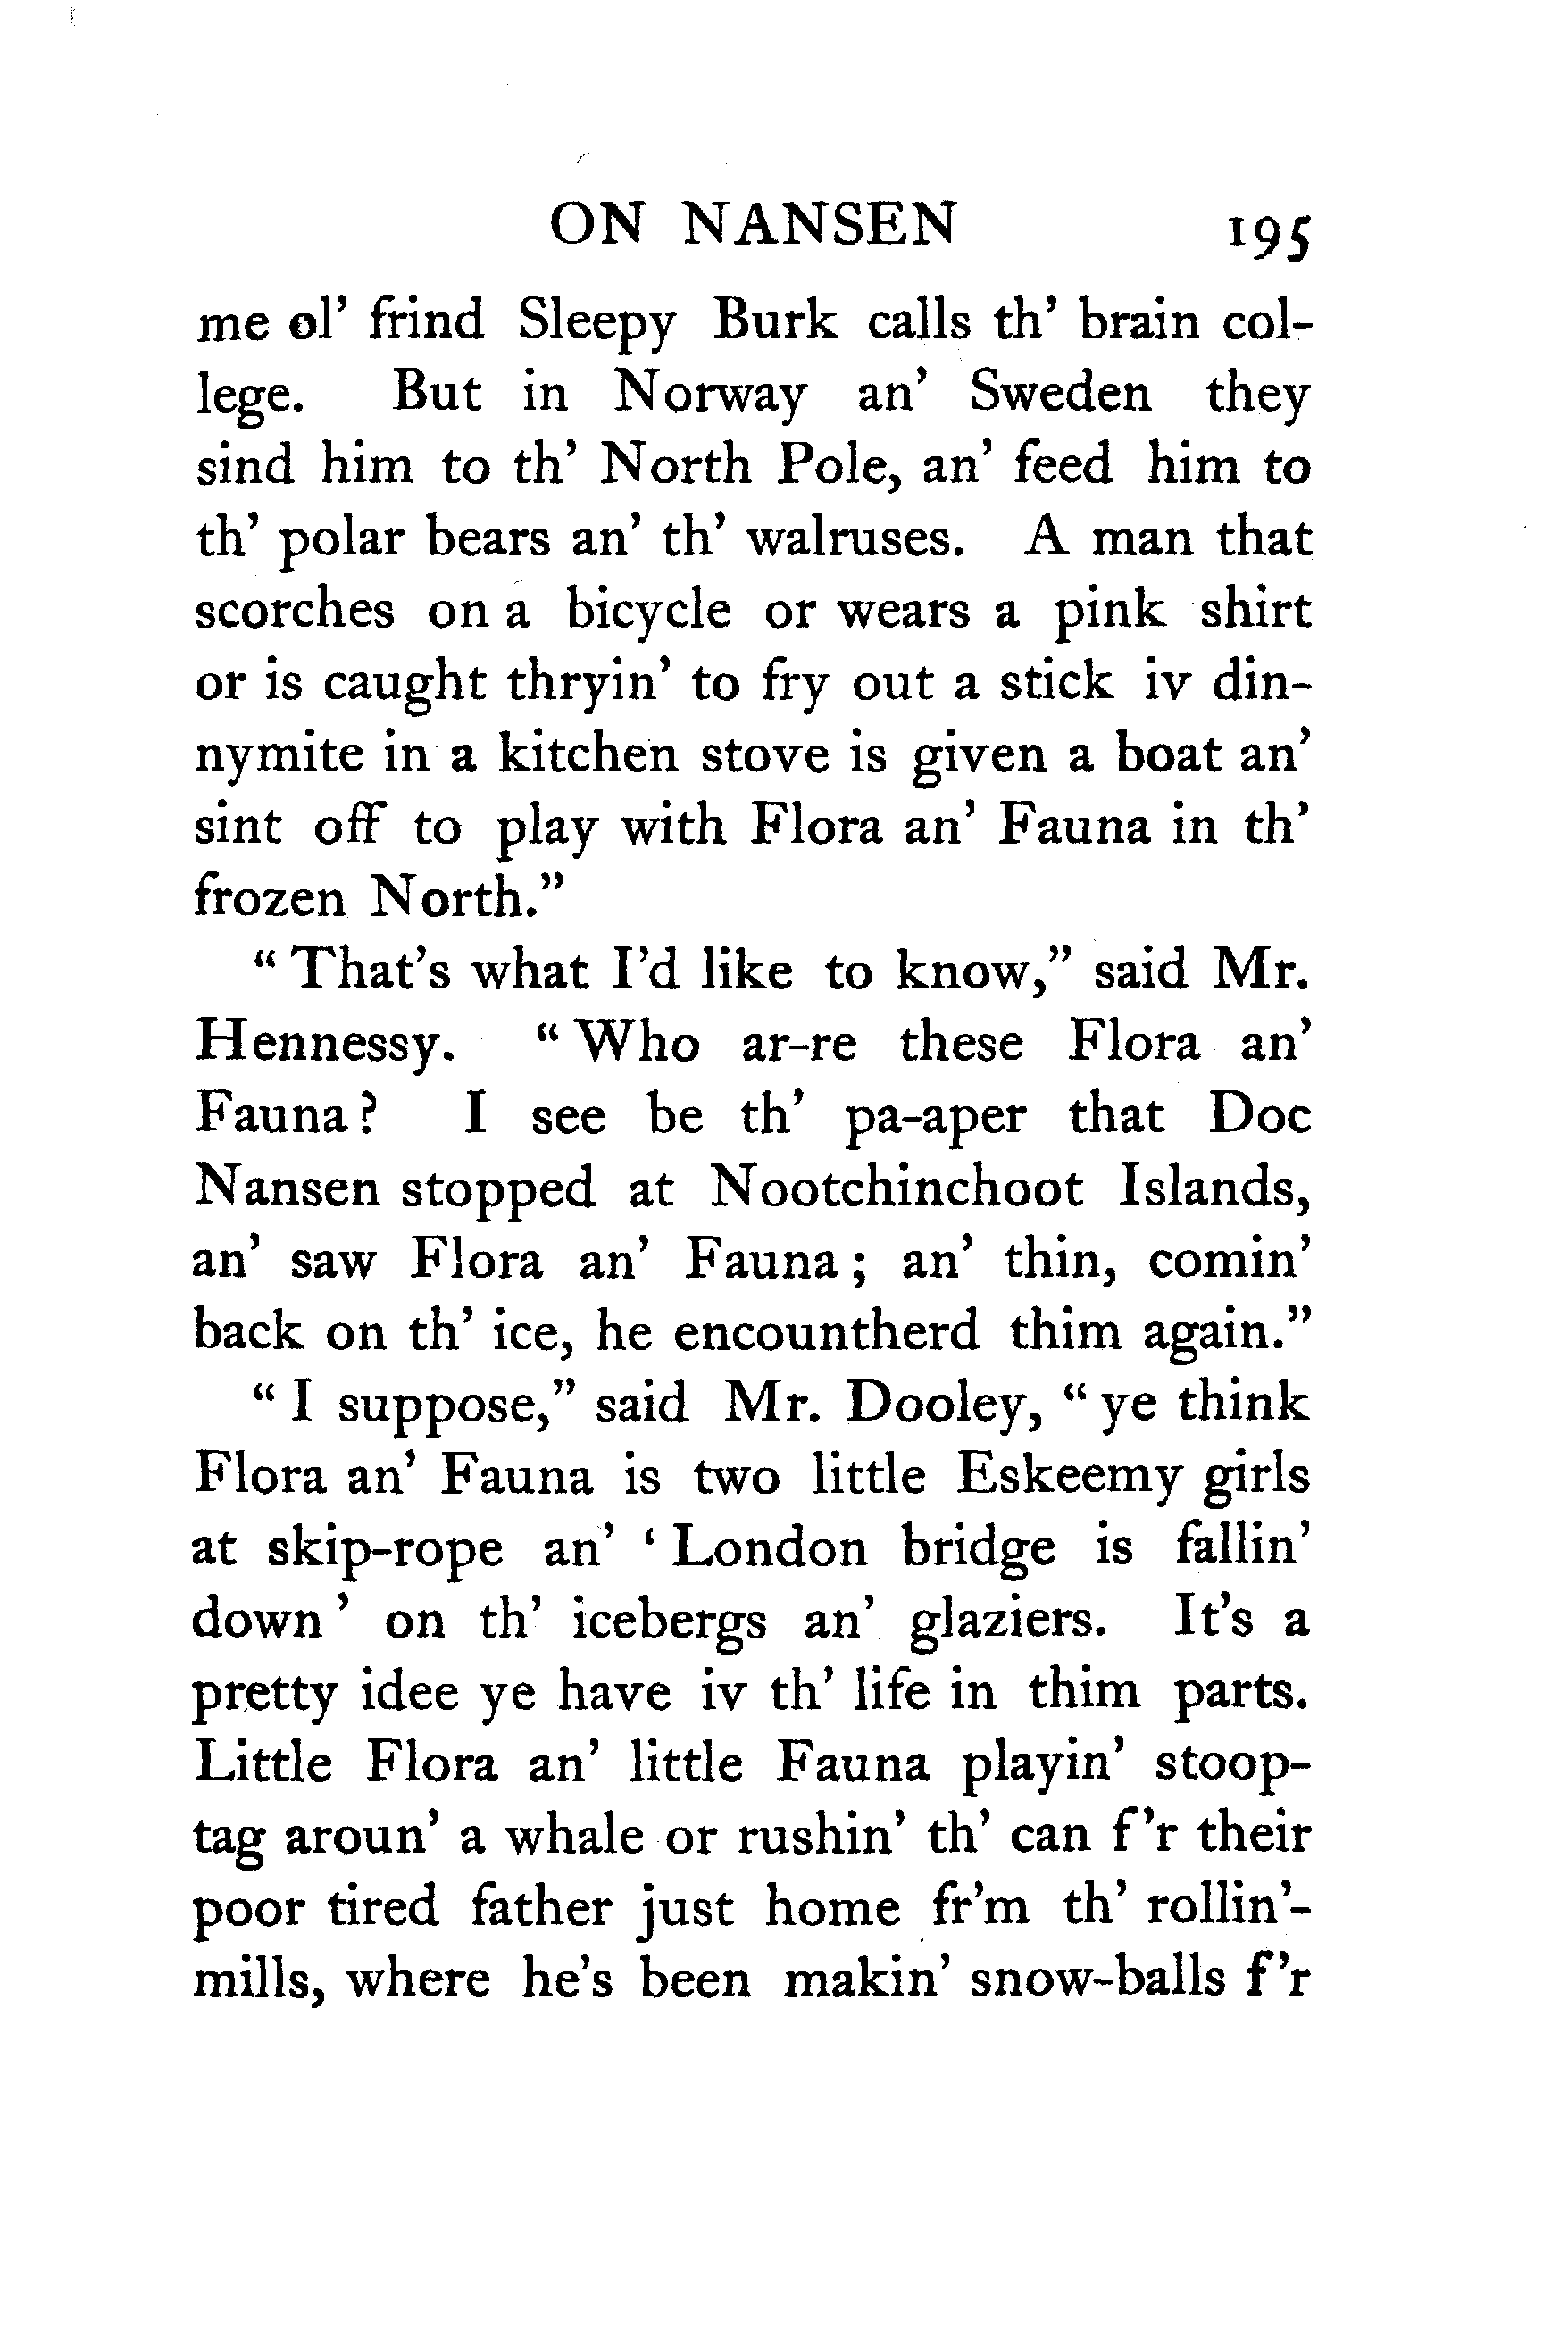 ON NANSEN 195
me ol' frind Sleepy Burk calls th' brain col-
lege. But in Norway an' Sweden they
sind him to th' North Pole, an' feed him to
th' polar bears an' th' walruses. A man that
scorches on a bicycle or wears a pink shirt
or is caught thryin' to fry out a stick iv din-
nymite in a kitchen stove is given a boat an'
sint off to play with Flora an' Fauna in th'
frozen North."
" That's what I'd like to know," said Mr.
Hennessy. " Who ar-re these Flora an'
Fauna ? I see be th' pa-aper that Doc
Nansen stopped at Nootchinchoot Islands,
an' saw Flora an' Fauna ; an' thin, comin'
back on th' ice, he encountherd thim again."
" I suppose," said Mr. Dooley, " ye think
Flora an' Fauna is two little Eskeemy girls
at skip-rope an' ' London bridge is fallin'
down ' on th' icebergs an' glaziers. It's a
pretty idee ye have iv th' life in thim parts.
Little Flora an' little Fauna playin' stoop-
tag aroun' a whale or rushin' th' can f'r their
poor tired father just home fr'm th' rollin'-
mills, where he's been makin' snow-balls f'r